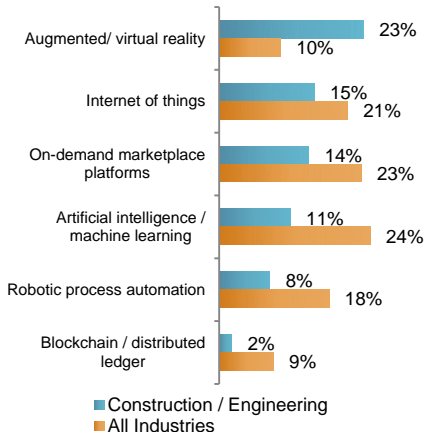 Augmented/ virtual reality
23%
10%
Internet of things
15%
21%
On-demand marketplace
platforms
14%
23%
Artificial intelligence /
machine learning
11%
24%
Robotic process automation
8%
18%
Blockchain / distributed
ledger
2%
9%
Construction / Engineering
All Industries